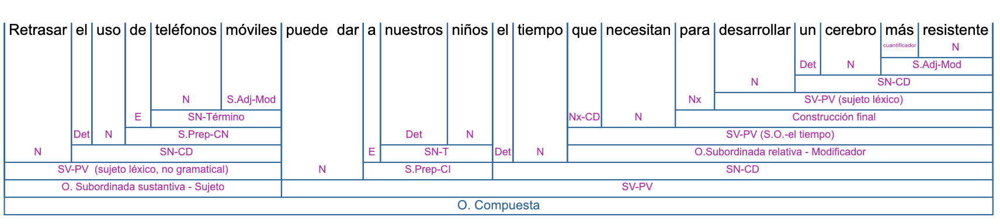 Retrasar el uso de teléfonos móviles puede dar a nuestros niños el tiempo que necesitan para desarrollar un cerebro más resistente
cuantificador N
Det N S.Adj-Mod
N SN-CD
N S.Adj-Mod Nx SV-PV (sujeto léxico)
E SN-Término Nx-CD N Construcción final
Det N S.Prep-CN Det N SV-PV (S.O.-el tiempo)
N SN-CD E SN-T Det N O.Subordinada relativa - Modificador
SV-PV (sujeto léxico, no gramatical) N S.Prep-CI SN-CD
O. Subordinada sustantiva - Sujeto SV-PV
O. Compuesta